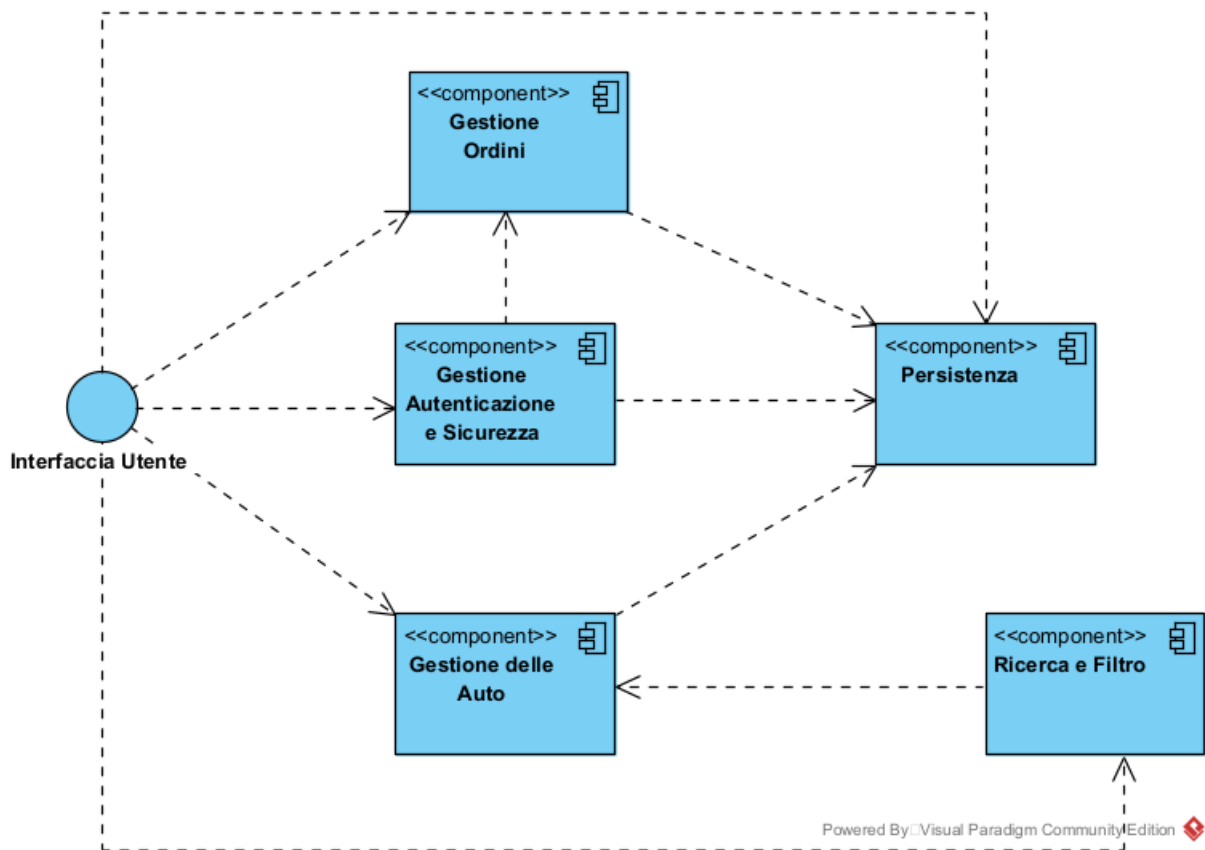 <<component>>
Gestione
Ordini
<<component>>
Gestione
Autenticazione
e Sicurezza
<<component>>
Persistenza
Interfaccia Utente
<<component>>
Gestione delle
Auto
<<component>>
Ricerca e Filtro
Powered By Visual Paradigm Community Edition